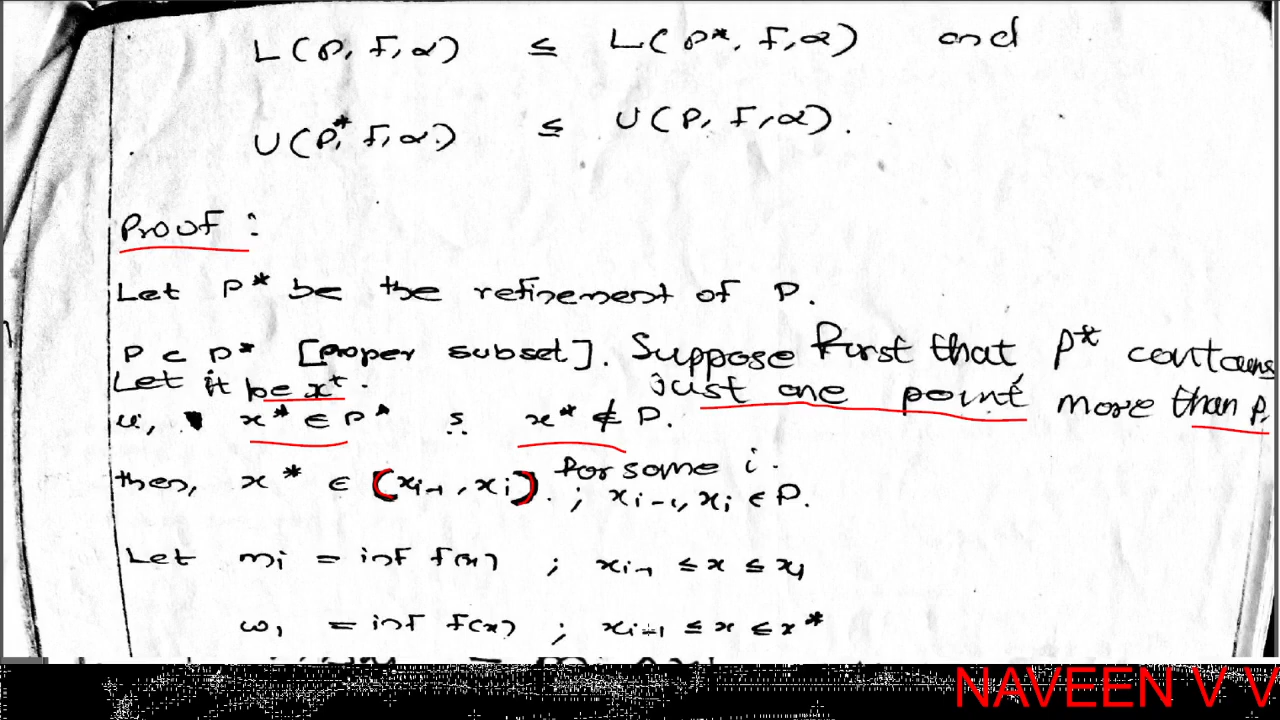 L(P, f, α) ≤ L(P*, f, α) and
U(P*, f, α) ≤ U(P, f, α).
Proof :
Let P* be the refinement of P.
P ⊂ P* [proper subset]. Suppose first that P* contains
just one point more than P.
Let it be x*.
ie, x* ∈ P* & x* ∉ P.
then, x* ∈ (xᵢ₋₁, xᵢ). for some i.
; xᵢ₋₁, xᵢ ∈ P.
Let mᵢ = inf f(x) ; xᵢ₋₁ ≤ x ≤ xᵢ
ω₁ = inf f(x) ; xᵢ₋₁ ≤ x ≤ x*
NAVEEN V V